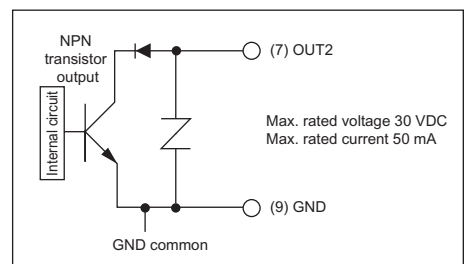 NPN
transistor
output
(7) OUT2
Internal circuit
Max. rated voltage 30 VDC
Max. rated current 50 mA
(9) GND
GND common